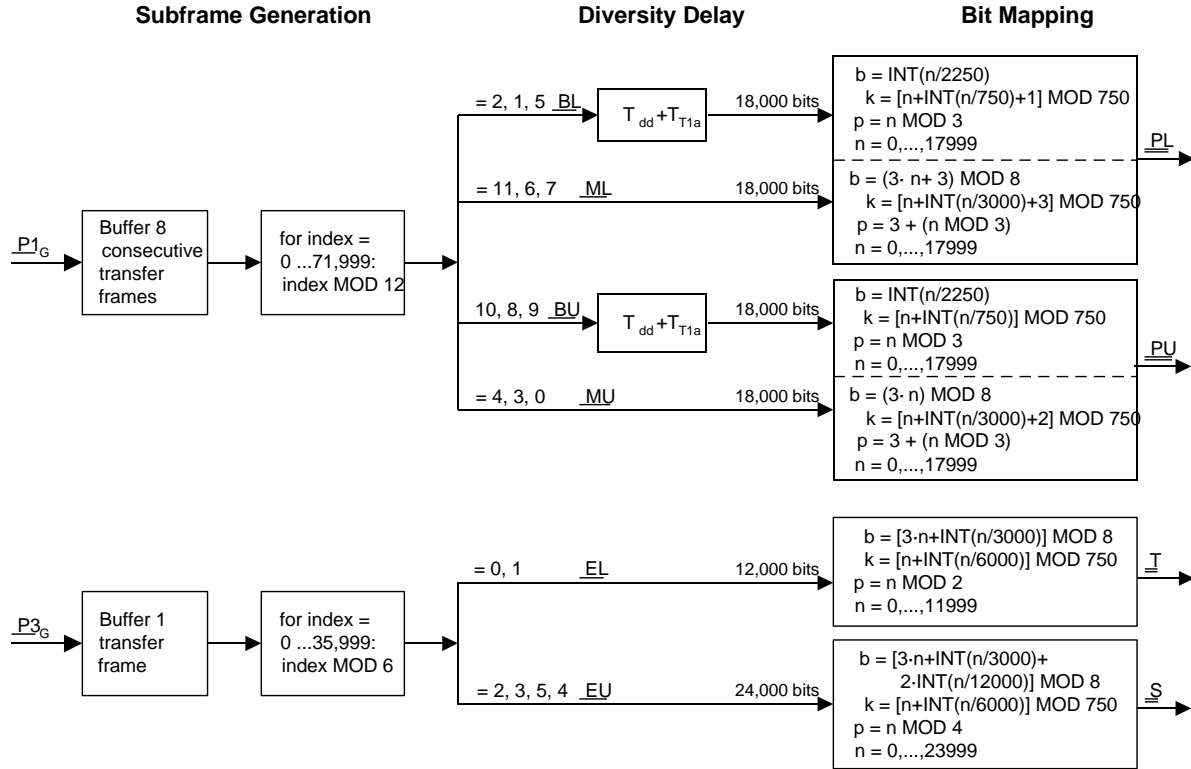 Subframe Generation
Diversity Delay
Bit Mapping
P1G
Buffer 8
consecutive
transfer
frames
for index =
0 ...71,999:
index MOD 12
= 2, 1, 5 BL
Tdd+TT1a
18,000 bits
b = INT(n/2250)
k = [n+INT(n/750)+1] MOD 750
p = n MOD 3
n = 0,...,17999
PL
= 11, 6, 7 ML
18,000 bits
b = (3· n+ 3) MOD 8
k = [n+INT(n/3000)+3] MOD 750
p = 3 + (n MOD 3)
n = 0,...,17999
10, 8, 9 BU
Tdd+TT1a
18,000 bits
b = INT(n/2250)
k = [n+INT(n/750)] MOD 750
p = n MOD 3
n = 0,...,17999
PU
= 4, 3, 0 MU
18,000 bits
b = (3· n) MOD 8
k = [n+INT(n/3000)+2] MOD 750
p = 3 + (n MOD 3)
n = 0,...,17999
P3G
Buffer 1
transfer
frame
for index =
0 ...35,999:
index MOD 6
= 0, 1 EL
12,000 bits
b = [3·n+INT(n/3000)] MOD 8
k = [n+INT(n/6000)] MOD 750
p = n MOD 2
n = 0,...,11999
T
= 2, 3, 5, 4 EU
24,000 bits
b = [3·n+INT(n/3000)+
2·INT(n/12000)] MOD 8
k = [n+INT(n/6000)] MOD 750
p = n MOD 4
n = 0,...,23999
S